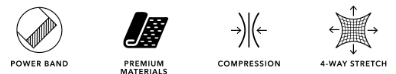 POWER BAND
PREMIUM
MATERIALS
COMPRESSION
4-WAY STRETCH